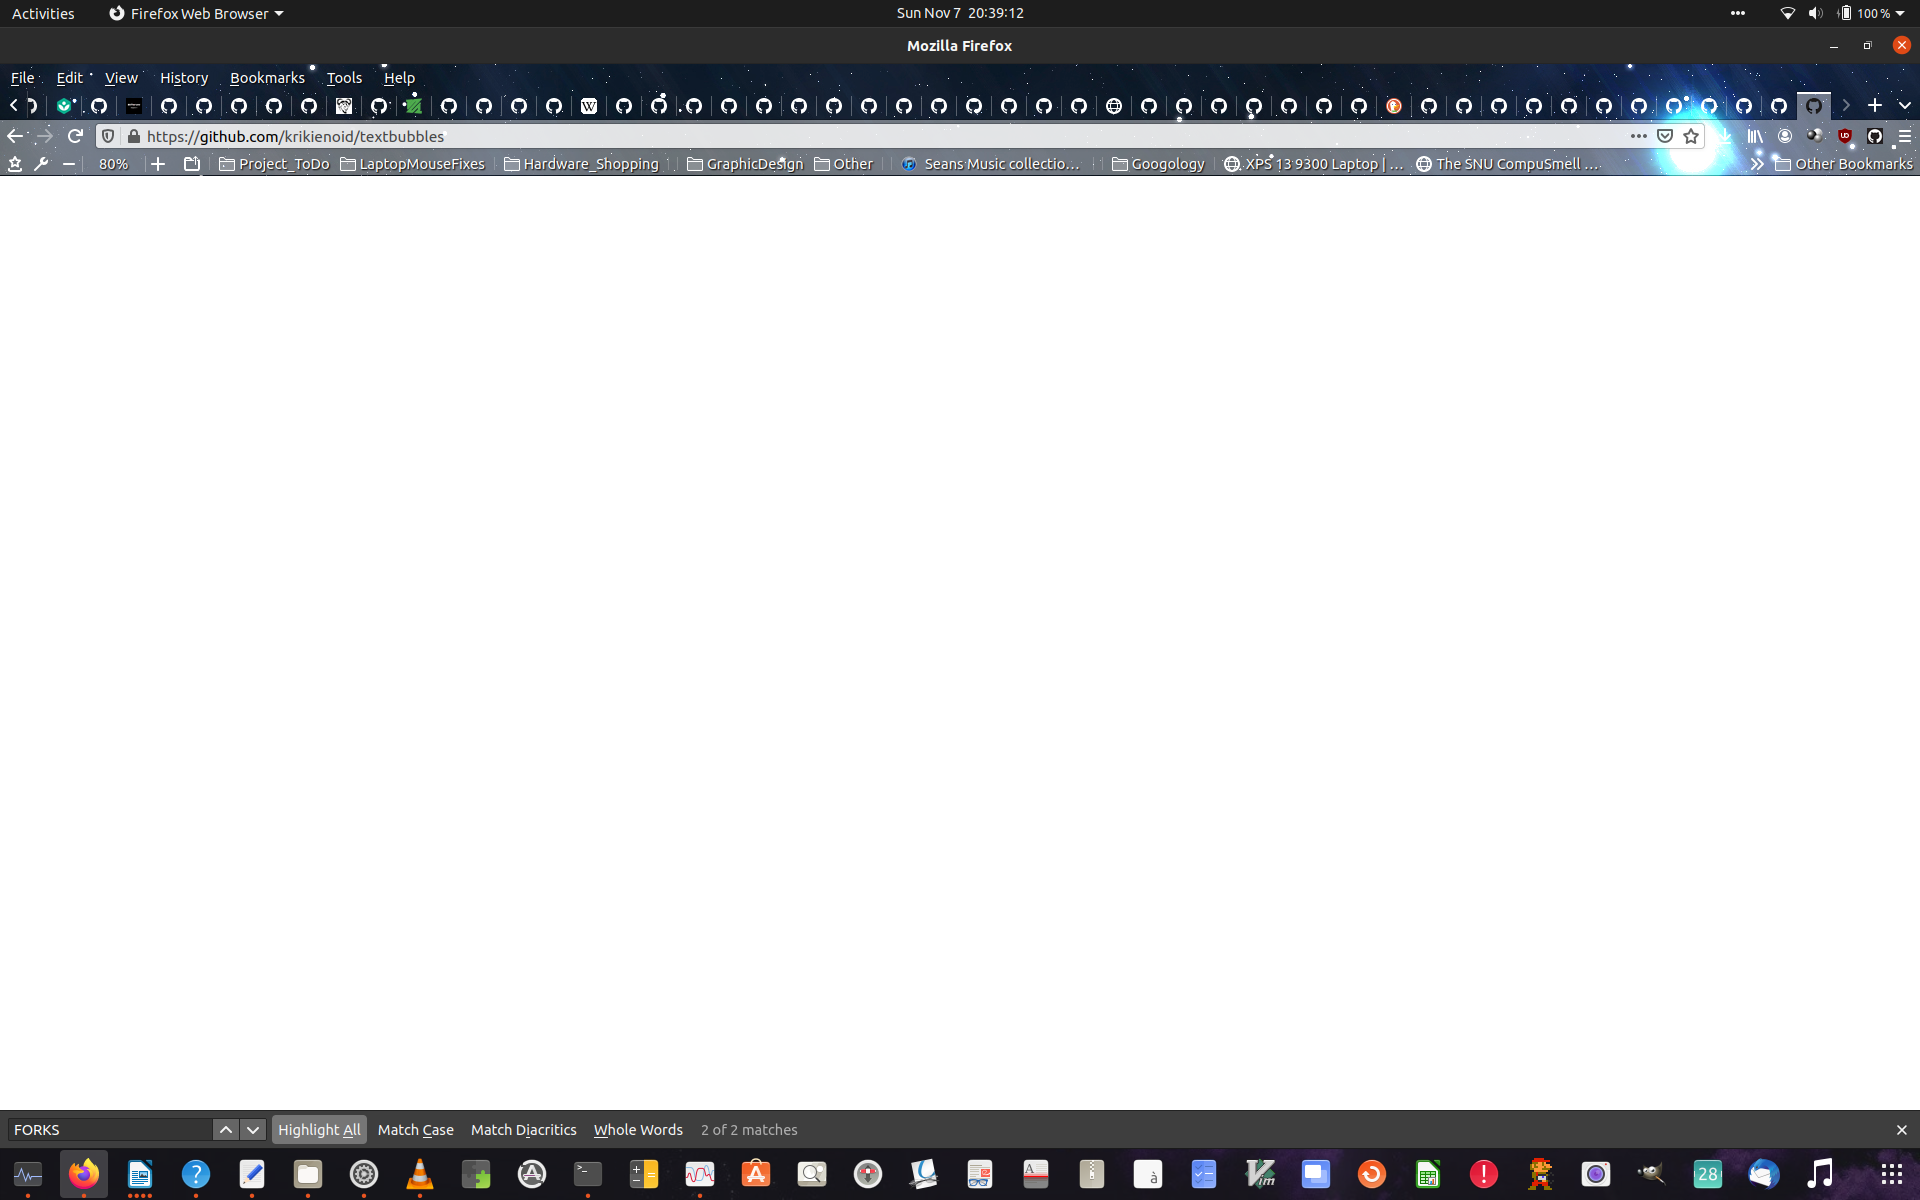 Activities Firefox Web Browser Sun Nov 7 20:39:12 100 %
Mozilla Firefox
File Edit View History Bookmarks Tools Help
W
https://github.com/krikienoid/textbubbles
80% Project_ToDo LaptopMouseFixes Hardware_Shopping GraphicDesign Other Seans Music collectio... Googology XPS 13 9300 Laptop | ... The SNU CompuSmell ... Other Bookmarks
FORKS Highlight All Match Case Match Diacritics Whole Words 2 of 2 matches
28